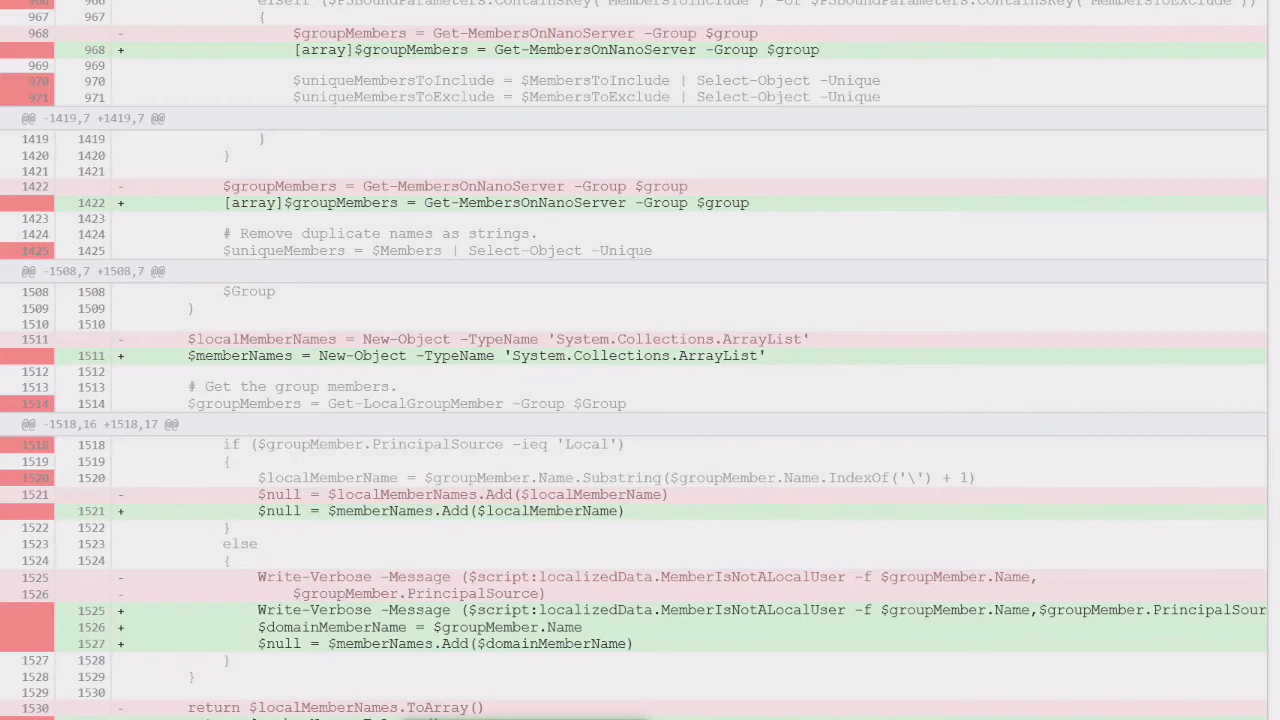 966 966 elseif ($PSBoundParameters.ContainsKey('MembersToInclude') -or $PSBoundParameters.ContainsKey('MembersToExclude'))
967 967 {
968 - $groupMembers = Get-MembersOnNanoServer -Group $group
968 + [array]$groupMembers = Get-MembersOnNanoServer -Group $group
969 969
970 970 $uniqueMembersToInclude = $MembersToInclude | Select-Object -Unique
971 971 $uniqueMembersToExclude = $MembersToExclude | Select-Object -Unique
@@ -1419,7 +1419,7 @@
1419 1419 }
1420 1420 }
1421 1421
1422 - $groupMembers = Get-MembersOnNanoServer -Group $group
1422 + [array]$groupMembers = Get-MembersOnNanoServer -Group $group
1423 1423
1424 1424 # Remove duplicate names as strings.
1425 1425 $uniqueMembers = $Members | Select-Object -Unique
@@ -1508,7 +1508,7 @@
1508 1508 $Group
1509 1509 )
1510 1510
1511 - $localMemberNames = New-Object -TypeName 'System.Collections.ArrayList'
1511 + $memberNames = New-Object -TypeName 'System.Collections.ArrayList'
1512 1512
1513 1513 # Get the group members.
1514 1514 $groupMembers = Get-LocalGroupMember -Group $Group
@@ -1518,16 +1518,17 @@
1518 1518 if ($groupMember.PrincipalSource -ieq 'Local')
1519 1519 {
1520 1520 $localMemberName = $groupMember.Name.Substring($groupMember.Name.IndexOf('\') + 1)
1521 - $null = $localMemberNames.Add($localMemberName)
1521 + $null = $memberNames.Add($localMemberName)
1522 1522 }
1523 1523 else
1524 1524 {
1525 - Write-Verbose -Message ($script:localizedData.MemberIsNotALocalUser -f $groupMember.Name,
1526 - $groupMember.PrincipalSource)
1525 + Write-Verbose -Message ($script:localizedData.MemberIsNotALocalUser -f $groupMember.Name,$groupMember.PrincipalSour
1526 + $domainMemberName = $groupMember.Name
1527 + $null = $memberNames.Add($domainMemberName)
1527 1528 }
1528 1529 }
1529 1530
1530 - return $localMemberNames.ToArray()